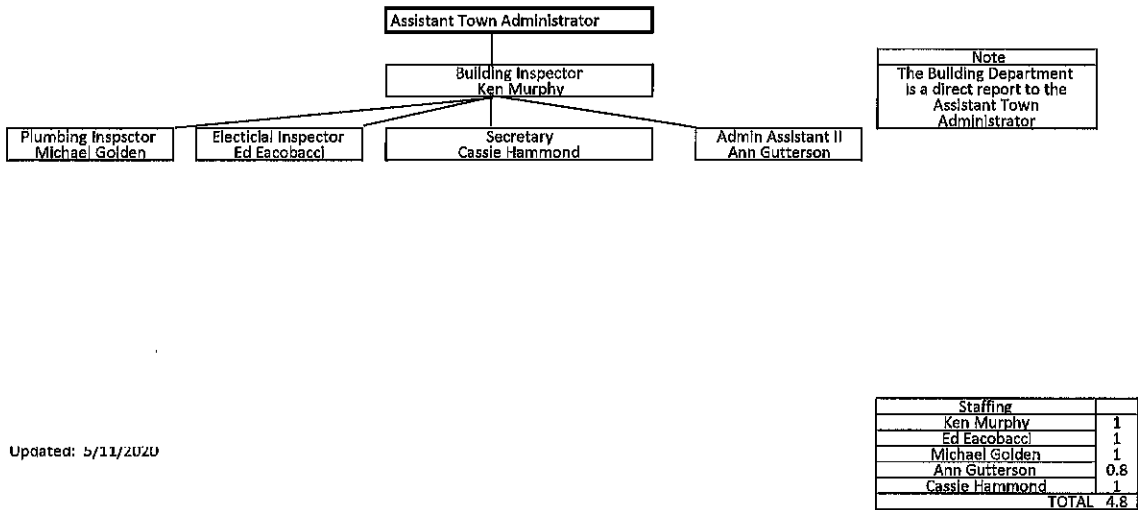 Assistant Town Administrator
Building Inspector
Ken Murphy
Note
The Building Department
is a direct report to the
Assistant Town
Administrator
Plumbing Inspsctor
Michael Golden
Electicial Inspector
Ed Eacobacci
Secretary
Cassie Hammond
Admin Assistant II
Ann Gutterson
Updated: 5/11/2020
Staffing
Ken Murphy 1
Ed Eacobacci 1
Michael Golden 1
Ann Gutterson 0.8
Cassie Hammond 1
TOTAL 4.8